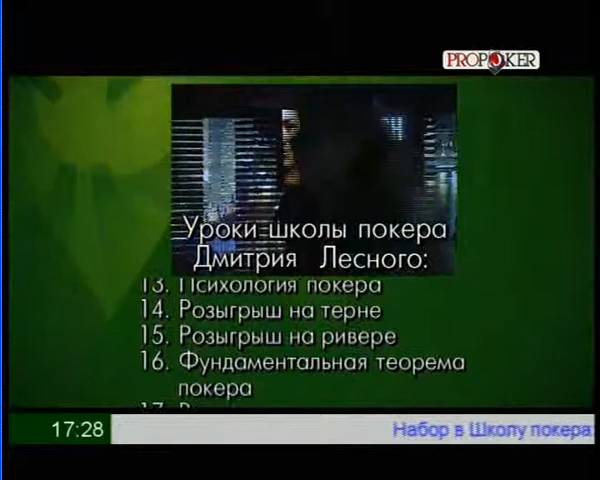 PROPOKER
Уроки школы покера
Дмитрия Лесного:
13. Психология покера
14. Розыгрыш на терне
15. Розыгрыш на ривере
16. Фундаментальная теорема
покера
17.
17:28
Набор в Школу покера